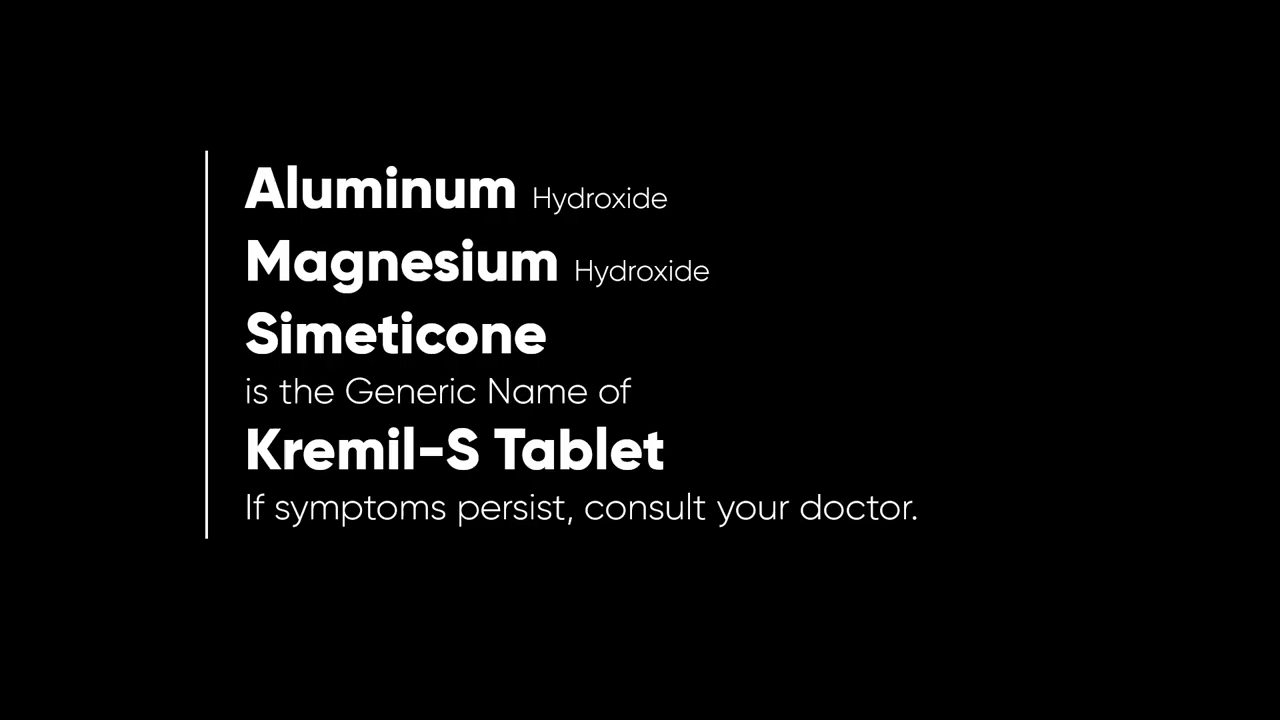 Aluminum Hydroxide
Magnesium Hydroxide
Simeticone
is the Generic Name of
Kremil-S Tablet
If symptoms persist, consult your doctor.